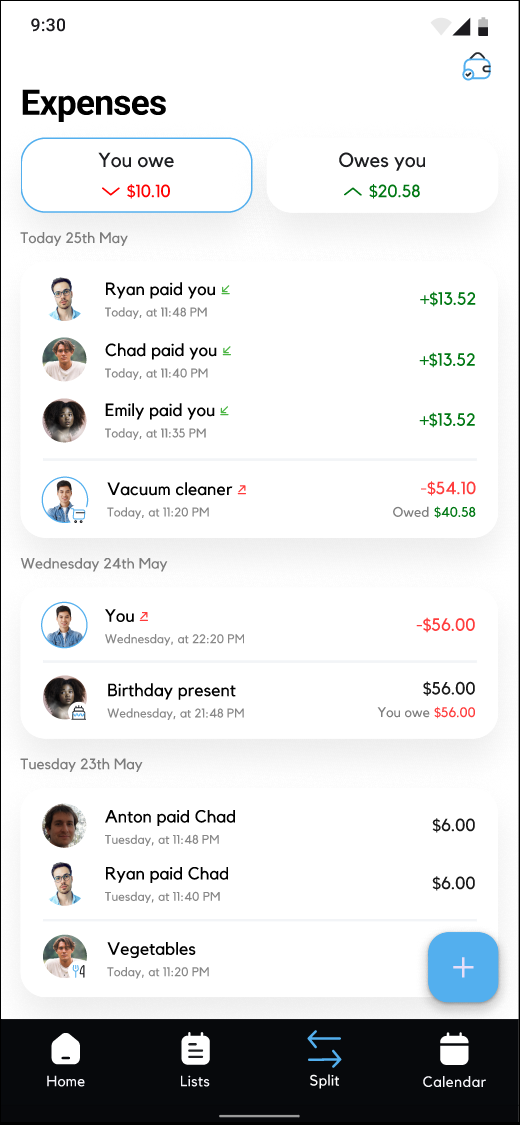 9:30
Expenses
You owe
$10.10
Owes you
$20.58
Today 25th May
Ryan paid you
+$13.52
Today, at 11:48 PM
Chad paid you
+$13.52
Today, at 11:40 PM
Emily paid you
+$13.52
Today, at 11:35 PM
Vacuum cleaner
-$54.10
Today, at 11:20 PM
Owed $40.58
Wednesday 24th May
You
-$56.00
Wednesday, at 22:20 PM
Birthday present
$56.00
Wednesday, at 21:48 PM
You owe $56.00
Tuesday 23th May
Anton paid Chad
$6.00
Tuesday, at 11:48 PM
Ryan paid Chad
$6.00
Tuesday, at 11:40 PM
Vegetables
Today, at 11:20 PM
+
Home
Lists
Split
Calendar